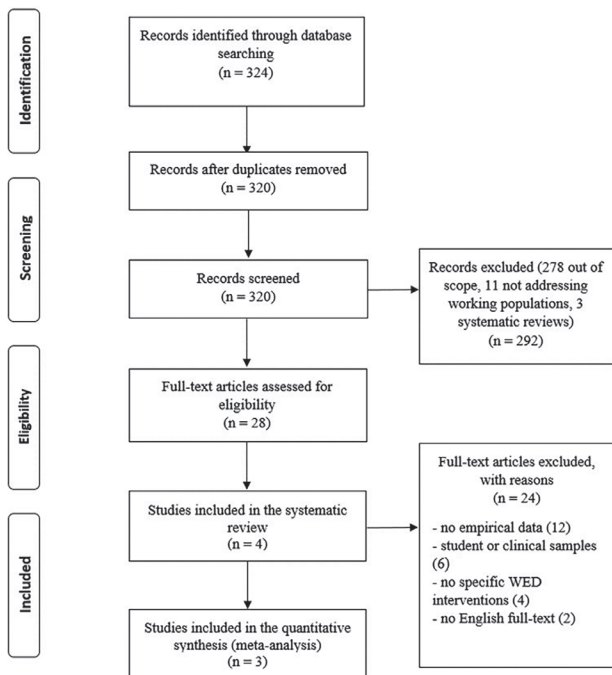 Identification
Records identified through database
searching
(n = 324)
Records after duplicates removed
(n = 320)
Screening
Records screened
(n = 320)
Records excluded (278 out of
scope, 11 not addressing
working populations, 3
systematic reviews)
n = 292)
Eligibility
Full-text articles assessed for
eligibility
(n = 28)
Full-text articles excluded,
with reasons
(n = 24)
- no empirical data (12)
- student or clinical samples
(6)
- no specific WED
interventions (4)
- no English full-text (2)
Included
Studies included in the systematic
review
(n = 4)
Studies included in the quantitative
synthesis (meta-analysis)
(n = 3)